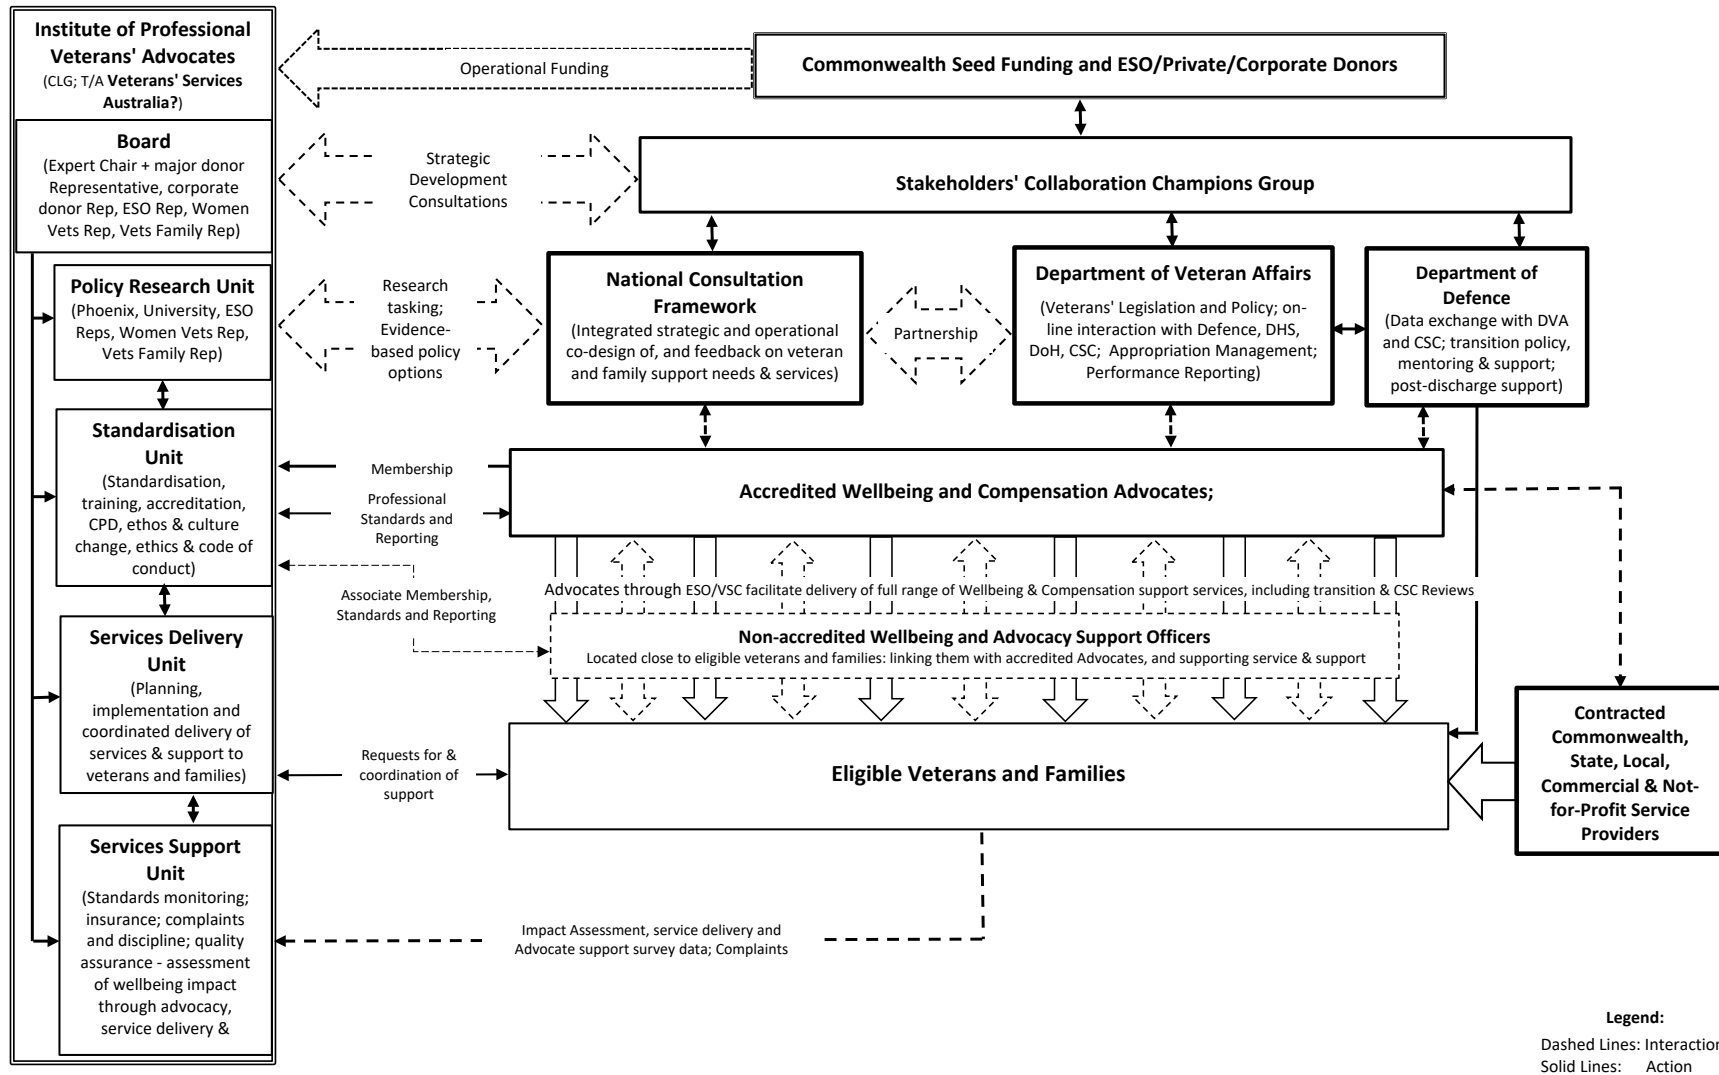 Institute of Professional
Veterans' Advocates
(CLG; T/A Veterans' Services
Australia?)
Board
(Expert Chair + major donor
Representative, corporate
donor Rep, ESO Rep, Women
Vets Rep, Vets Family Rep)
Policy Research Unit
(Phoenix, University, ESO
Reps, Women Vets Rep,
Vets Family Rep)
Standardisation
Unit
(Standardisation,
training, accreditation,
CPD, ethos & culture
change, ethics & code of
conduct)
Services Delivery
Unit
(Planning,
implementation and
coordinated delivery of
services & support to
veterans and families)
Services Support
Unit
(Standards monitoring;
insurance; complaints
and discipline; quality
assurance - assessment
of wellbeing impact
through advocacy,
service delivery &
Operational Funding
Commonwealth Seed Funding and ESO/Private/Corporate Donors
Strategic
Development
Consultations
Stakeholders' Collaboration Champions Group
Research
tasking;
Evidence-
based policy
options
National Consultation
Framework
(Integrated strategic and operational
co-design of, and feedback on veteran
and family support needs & services)
Partnership
Department of Veteran Affairs
(Veterans' Legislation and Policy; on-
line interaction with Defence, DHS,
DoH, CSC; Appropriation Management;
Performance Reporting)
Department of
Defence
(Data exchange with DVA
and CSC; transition policy,
mentoring & support;
post-discharge support)
Membership
Professional
Standards and
Reporting
Accredited Wellbeing and Compensation Advocates;
Associate Membership,
Standards and Reporting
Advocates through ESO/VSC facilitate delivery of full range of Wellbeing & Compensation support services, including transition & CSC Reviews
Non-accredited Wellbeing and Advocacy Support Officers
Located close to eligible veterans and families: linking them with accredited Advocates, and supporting service & support
Requests for &
coordination of
support
Eligible Veterans and Families
Contracted
Commonwealth,
State, Local,
Commercial & Not-
for-Profit Service
Providers
Impact Assessment, service delivery and
Advocate support survey data; Complaints
Legend:
Dashed Lines: Interaction
Solid Lines: Action